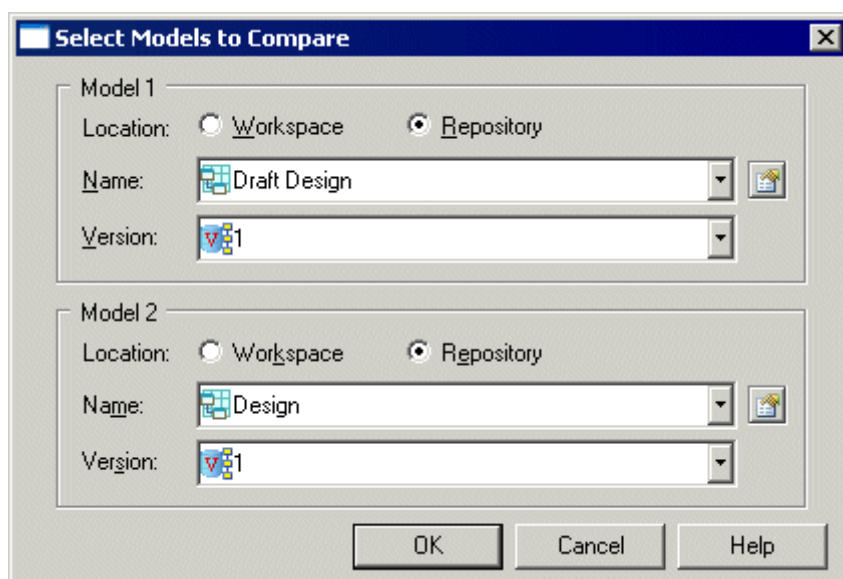 Select Models to Compare
Model 1
Location: Workspace Repository
Name: Draft Design
Version: 1
Model 2
Location: Workspace Repository
Name: Design
Version: 1
OK Cancel Help